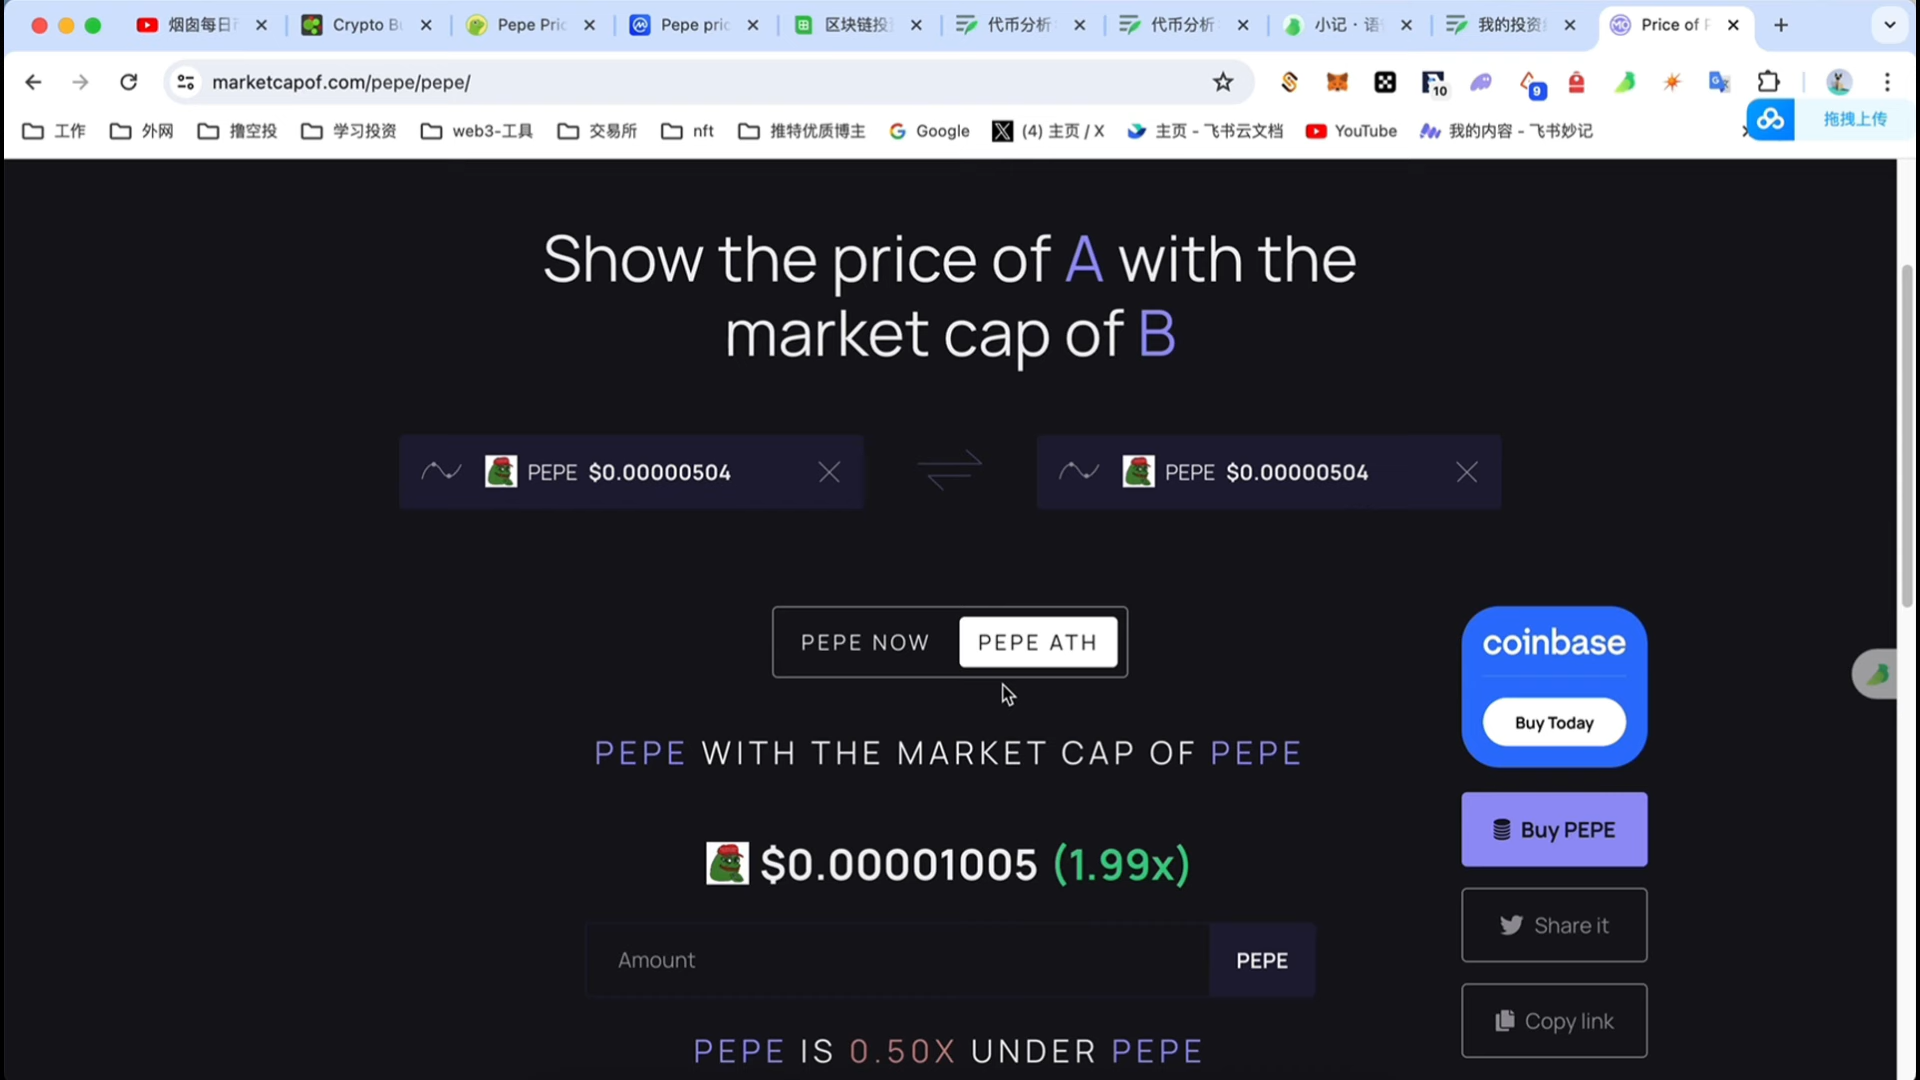 烟囱每日
Crypto B
Pepe Pric
Pepe pric
区块链投
代币分析
代币分析
小记 · 语
我的投资
Price of P
marketcapof.com/pepe/pepe/
10
9
工作
外网
撸空投
学习投资
web3-工具
交易所
nft
推特优质博主
Google
(4) 主页 / X
主页 - 飞书云文档
YouTube
我的内容 - 飞书妙记
拖拽上传
Show the price of A with the
market cap of B
PEPE $0.00000504
PEPE $0.00000504
PEPE NOW
PEPE ATH
coinbase
Buy Today
PEPE WITH THE MARKET CAP OF PEPE
Buy PEPE
$0.00001005 (1.99x)
Share it
Amount
PEPE
Copy link
PEPE IS 0.50X UNDER PEPE